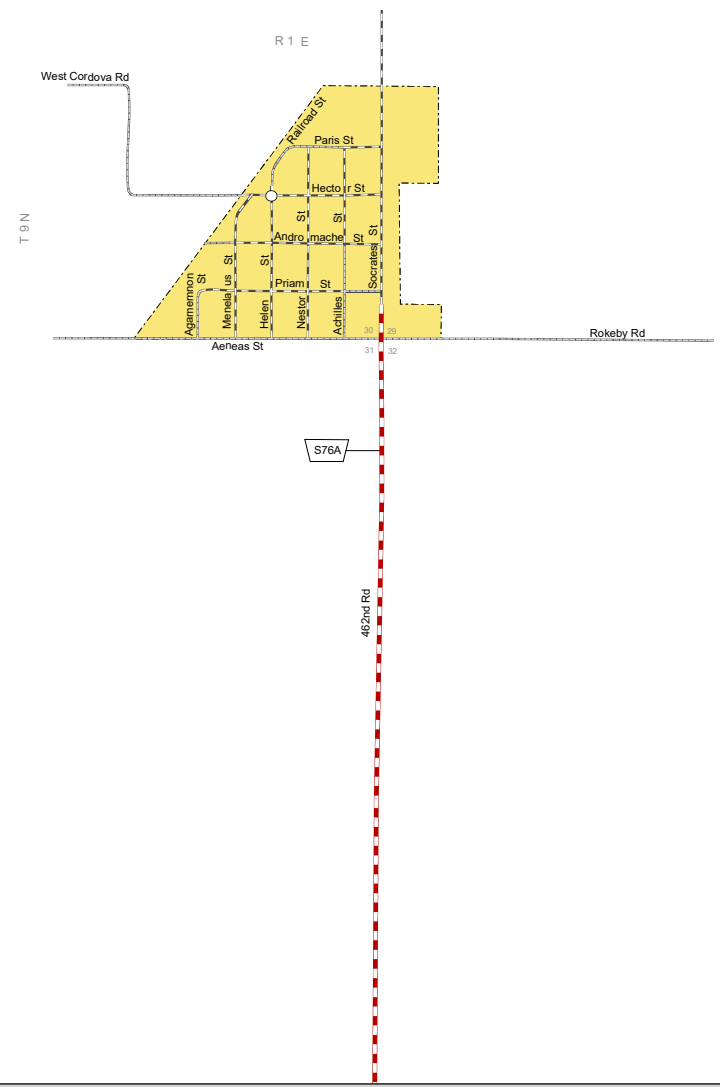 R 1 E
West Cordova Rd
Railroad St
Paris St
Hector St
T 9 N
Andromache St
Agamemnon St
Menelaus St
Helen St
Nestor St
Achilles St
Socrates St
Priam St
30 29
31 32
Aeneas St
Rokeby Rd
S76A
462nd Rd